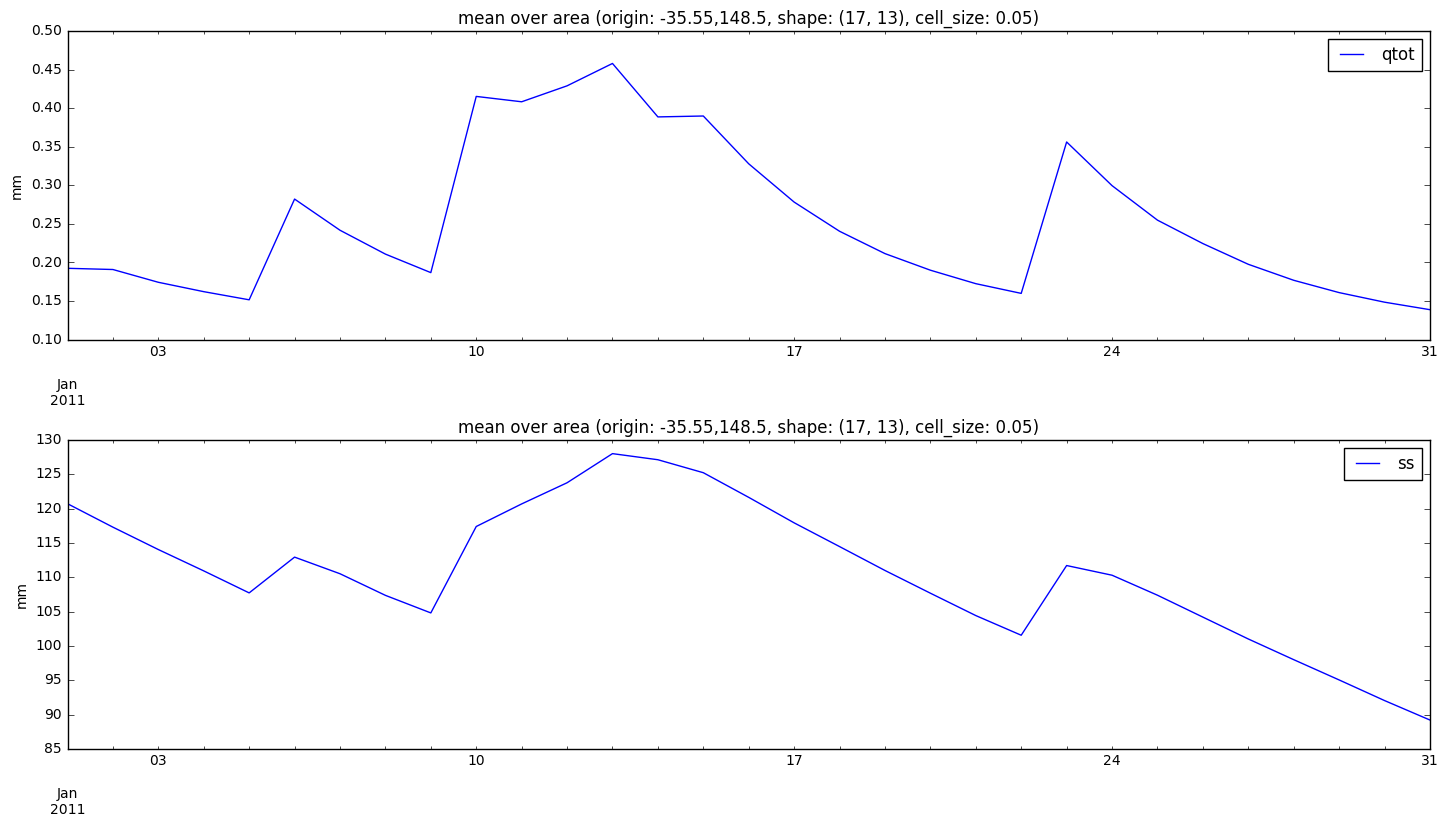 mean over area (origin: -35.55,148.5, shape: (17, 13), cell_size: 0.05)
0.50
0.45
0.40
0.35
0.30
0.25
0.20
0.15
0.10
mm
qtot
03 10 17 24 31
Jan
2011
mean over area (origin: -35.55,148.5, shape: (17, 13), cell_size: 0.05)
130
125
120
115
110
105
100
95
90
85
mm
ss
03 10 17 24 31
Jan
2011